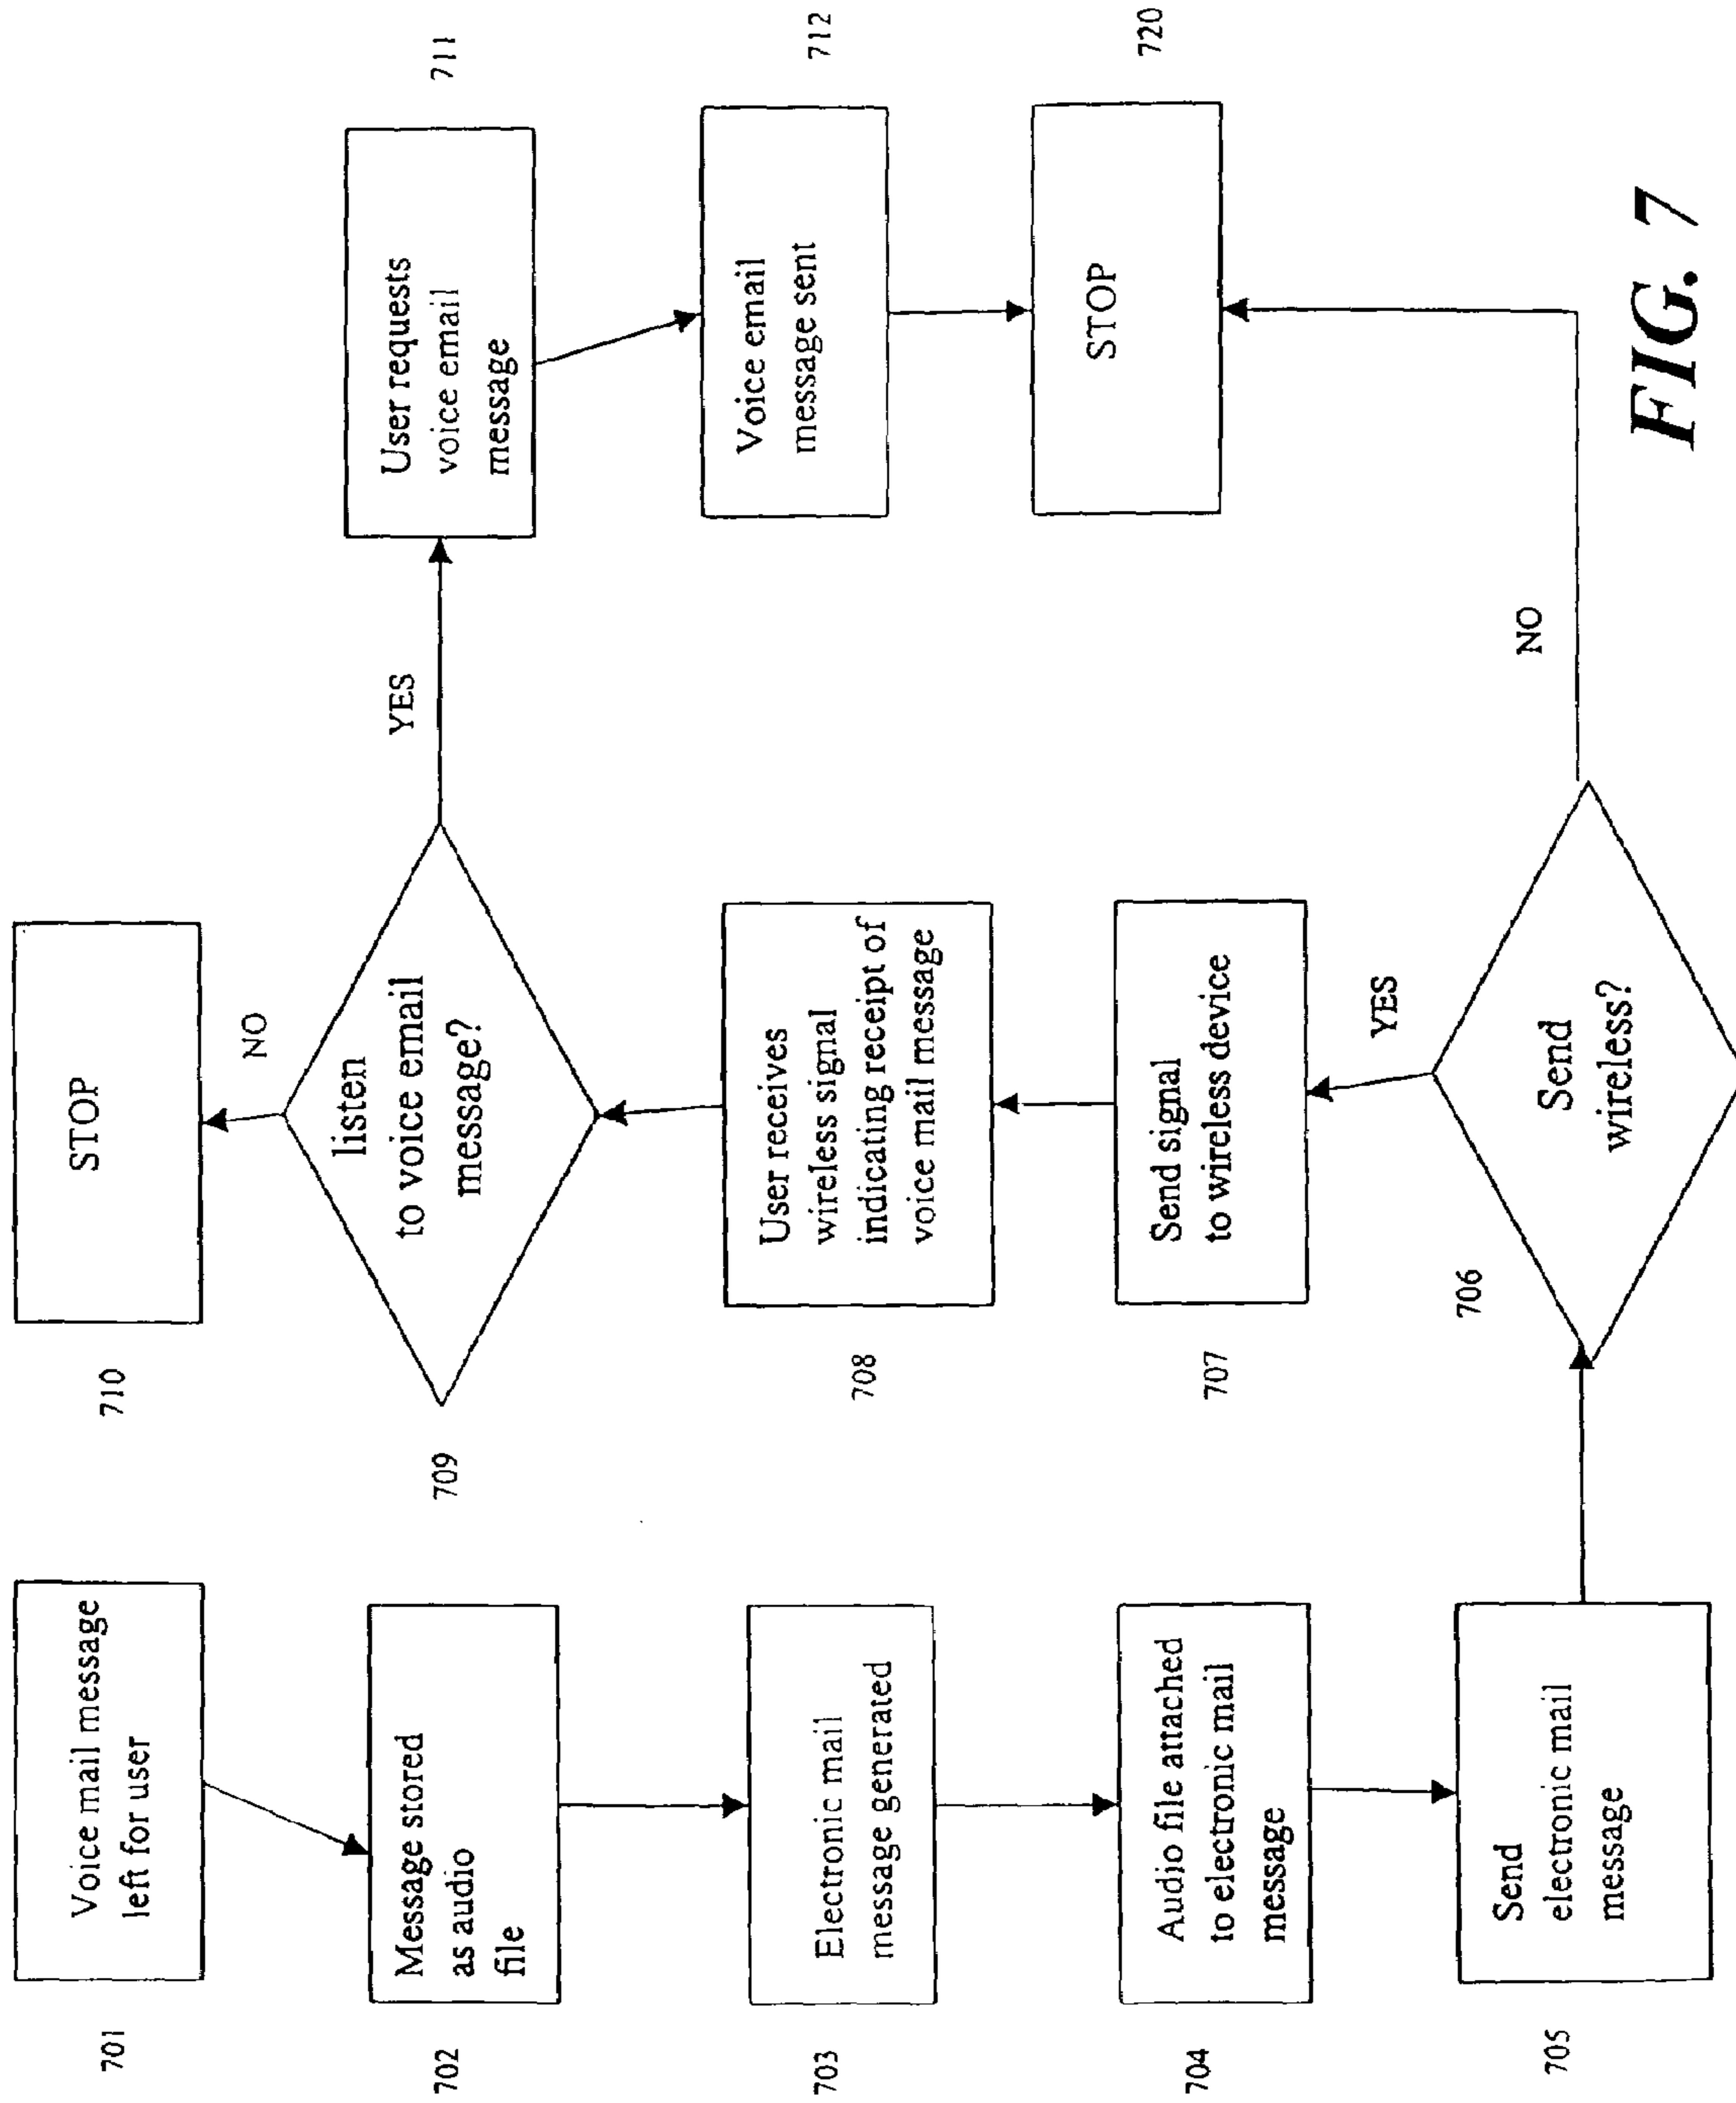 701
Voice mail message
left for user
702
Message stored
as audio
file
703
Electronic mail
message generated
704
Audio file attached
to electronic mail
message
705
Send
electronic mail
message
706
Send
wireless?
YES
NO
707
Send signal
to wireless device
708
User receives
wireless signal
indicating receipt of
voice mail message
709
listen
to voice email
message?
NO
YES
710
STOP
711
User requests
voice email
message
712
Voice email
message sent
720
STOP
FIG. 7